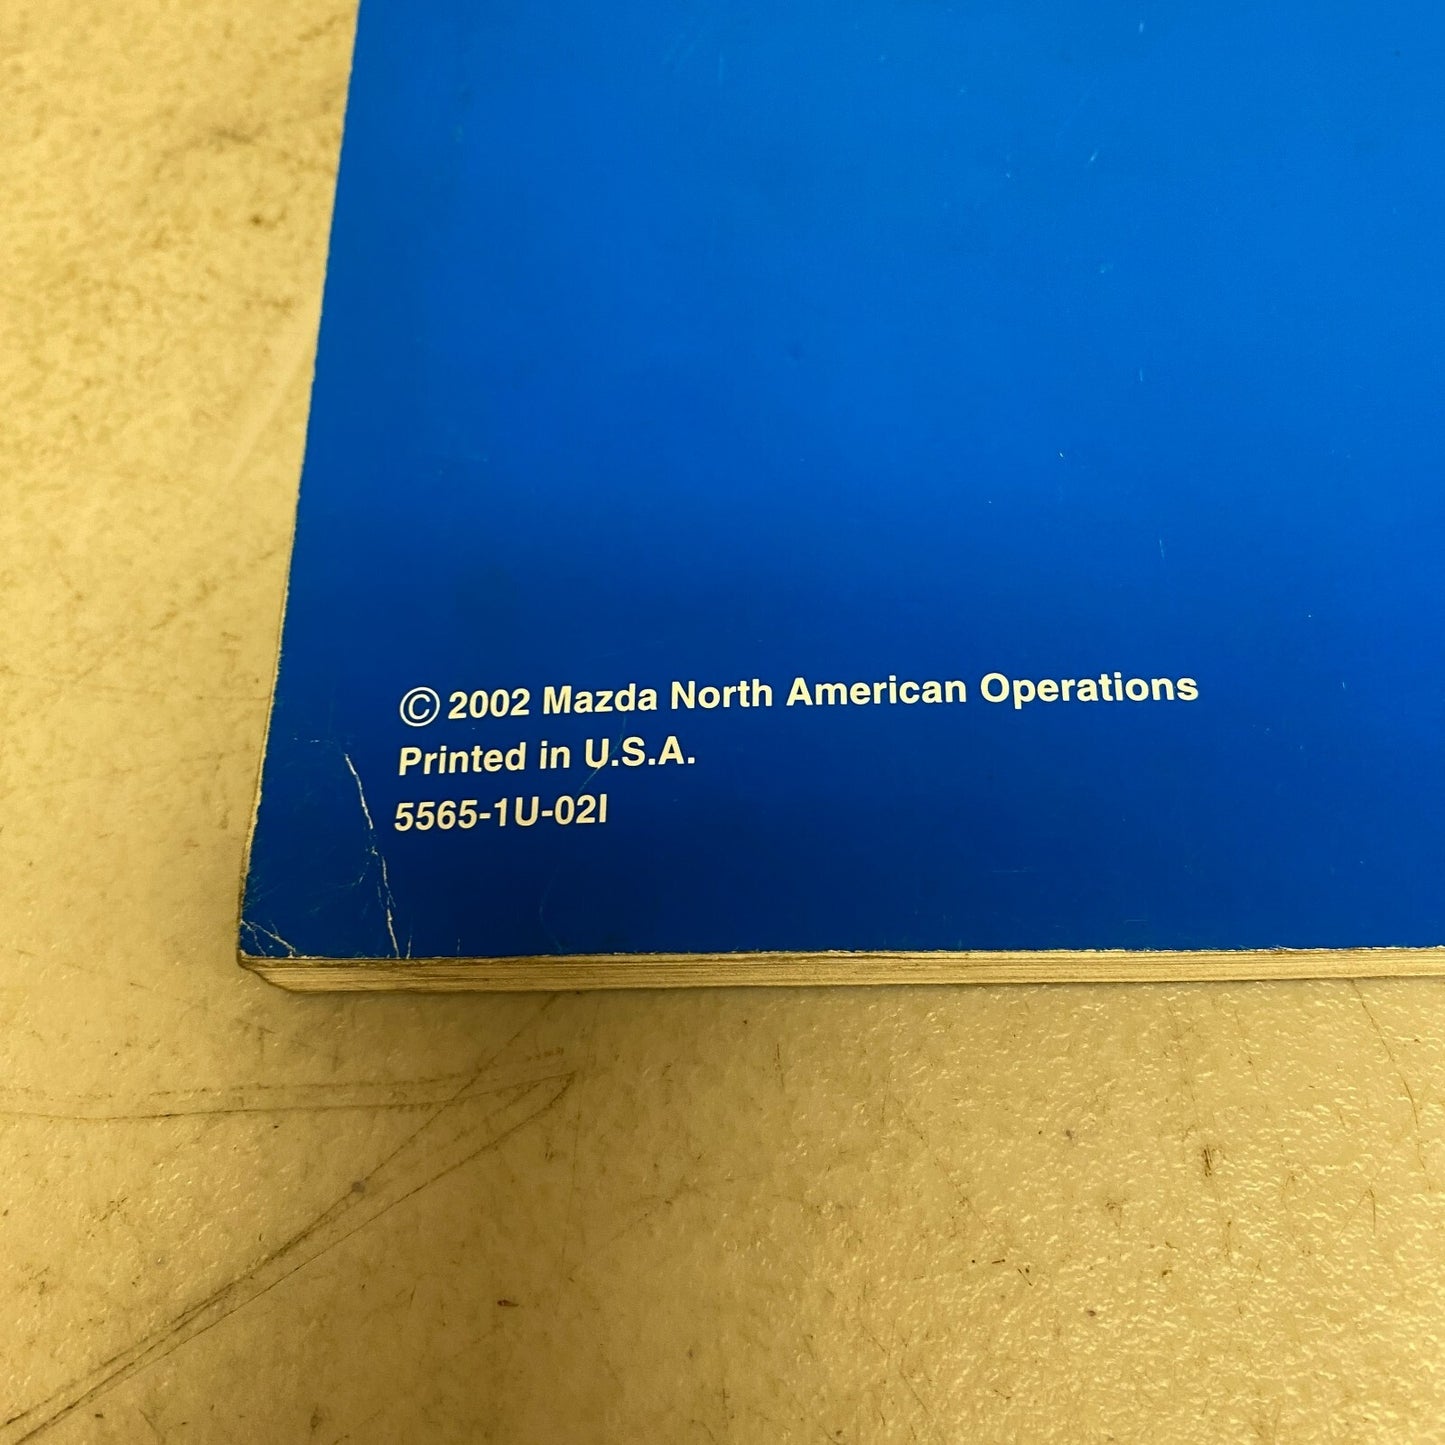 © 2002 Mazda North American Operations
Printed in U.S.A.
5565-1U-02I